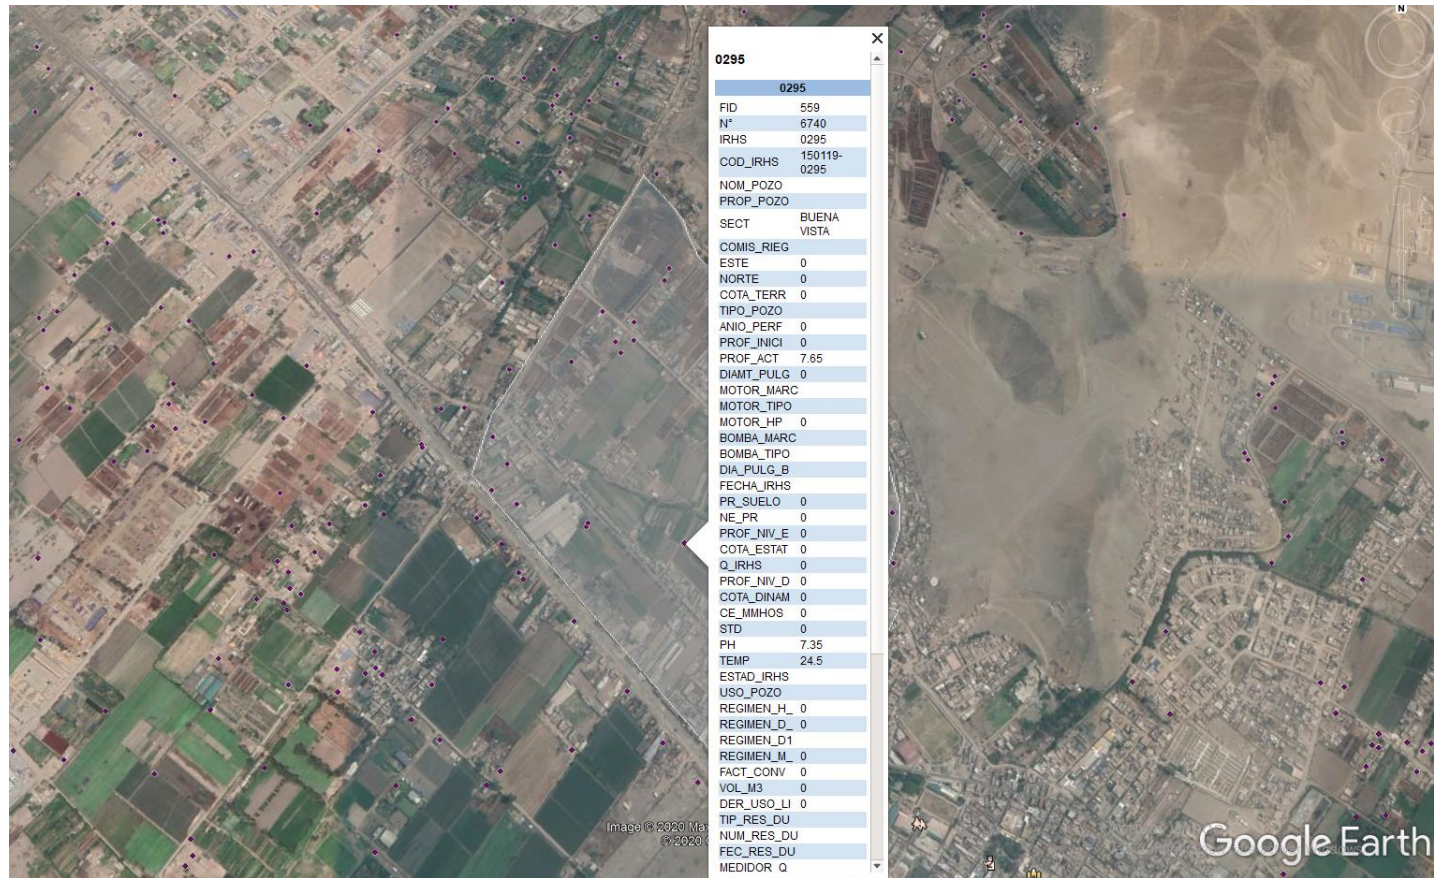 N
0295
0295
FID 559
N° 6740
IRHS 0295
COD_IRHS 150119-
0295
NOM_POZO
PROP_POZO
SECT BUENA
VISTA
COMIS_RIEG
ESTE 0
NORTE 0
COTA_TERR 0
TIPO_POZO
ANIO_PERF 0
PROF_INICI 0
PROF_ACT 7.65
DIAMT_PULG 0
MOTOR_MARC
MOTOR_TIPO
MOTOR_HP 0
BOMBA_MARC
BOMBA_TIPO
DIA_PULG_B
FECHA_IRHS
PR_SUELO 0
NE_PR 0
PROF_NIV_E 0
COTA_ESTAT 0
Q_IRHS 0
PROF_NIV_D 0
COTA_DINAM 0
CE_MMHOS 0
STD 0
PH 7.35
TEMP 24.5
ESTAD_IRHS
USO_POZO
REGIMEN_H_ 0
REGIMEN_D_ 0
REGIMEN_D1
REGIMEN_M_ 0
FACT_CONV 0
VOL_M3 0
DER_USO_LI 0
TIP_RES_DU
NUM_RES_DU
FEC_RES_DU
MEDIDOR_Q
Image © 2020
© 2020
Google Earth